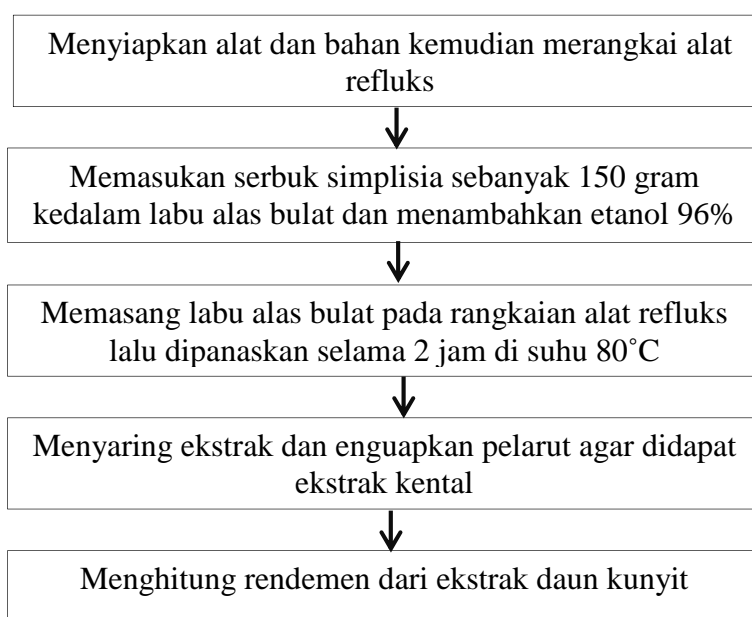 Menyiapkan alat dan bahan kemudian merangkai alat
refluks
Memasukan serbuk simplisia sebanyak 150 gram
kedalam labu alas bulat dan menambahkan etanol 96%
Memasang labu alas bulat pada rangkaian alat refluks
lalu dipanaskan selama 2 jam di suhu 80˚C
Menyaring ekstrak dan enguapkan pelarut agar didapat
ekstrak kental
Menghitung rendemen dari ekstrak daun kunyit